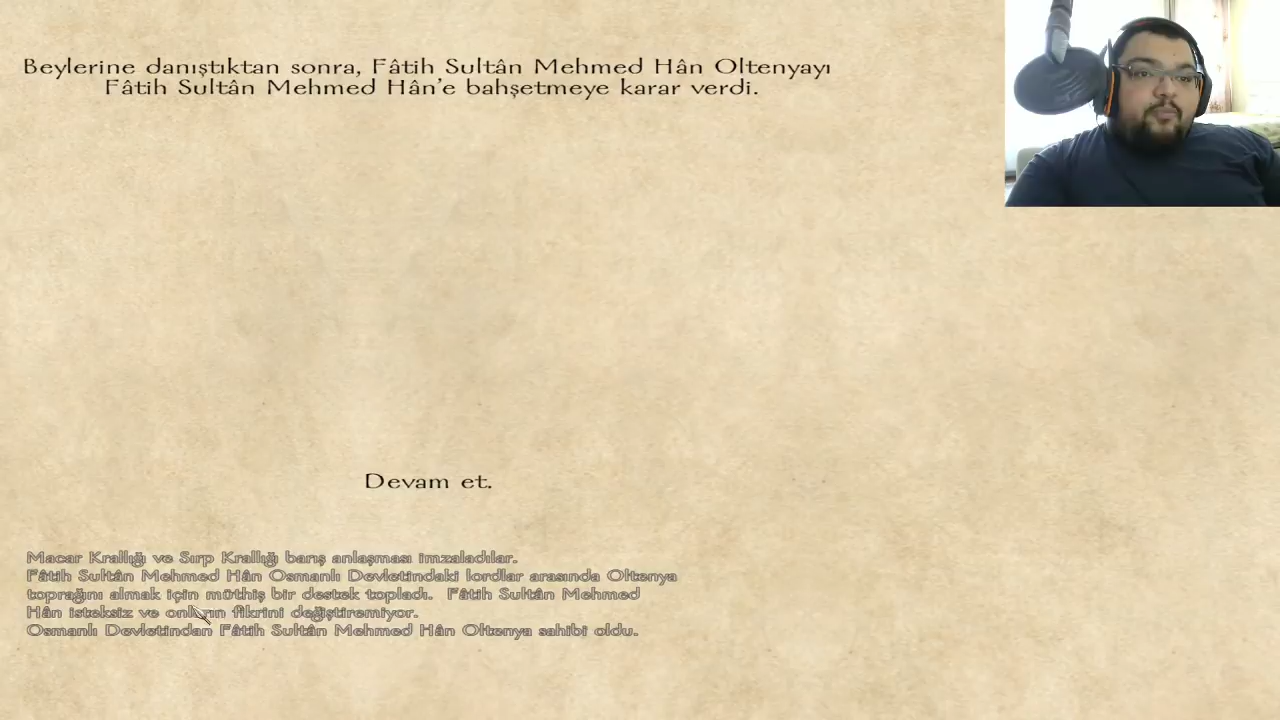 Beylerine danıştıktan sonra, Fâtih Sultân Mehmed Hân Oltenyayı
Fâtih Sultân Mehmed Hân'e bahşetmeye karar verdi.
Devam et.
Macar Krallığı ve Sırp Krallığı barış anlaşması imzaladılar.
Fâtih Sultân Mehmed Hân Osmanlı Devletindaki lordlar arasında Oltenya
toprağını almak için müthiş bir destek topladı. Fâtih Sultân Mehmed
Hân isteksiz ve onların fikrini değiştiremiyor.
Osmanlı Devletindan Fâtih Sultân Mehmed Hân Oltenya sahibi oldu.